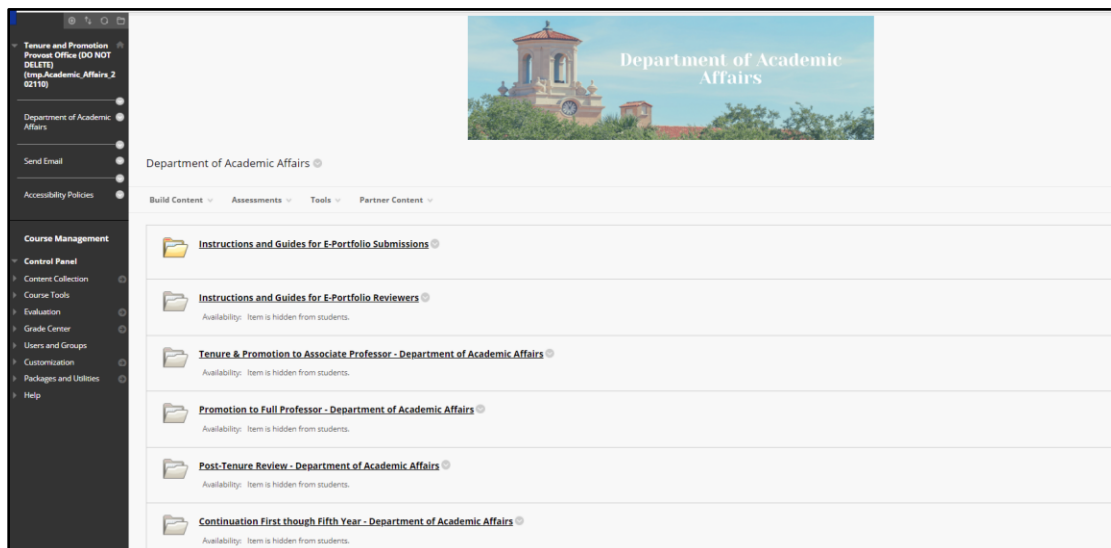 Tenure and Promotion
Provost Office (DO NOT
DELETE)
(tmp.Academic_Affairs_2
02110)
Department of Academic
Affairs
Send Email
Accessibility Policies
Course Management
Control Panel
Content Collection
Course Tools
Evaluation
Grade Center
Users and Groups
Customization
Packages and Utilities
Help
Department of Academic
Affairs
Department of Academic Affairs
Build Content
Assessments
Tools
Partner Content
Instructions and Guides for E-Portfolio Submissions
Instructions and Guides for E-Portfolio Reviewers
Availability: Item is hidden from students.
Tenure & Promotion to Associate Professor - Department of Academic Affairs
Availability: Item is hidden from students.
Promotion to Full Professor - Department of Academic Affairs
Availability: Item is hidden from students.
Post-Tenure Review - Department of Academic Affairs
Availability: Item is hidden from students.
Continuation First though Fifth Year - Department of Academic Affairs
Availability: Item is hidden from students.